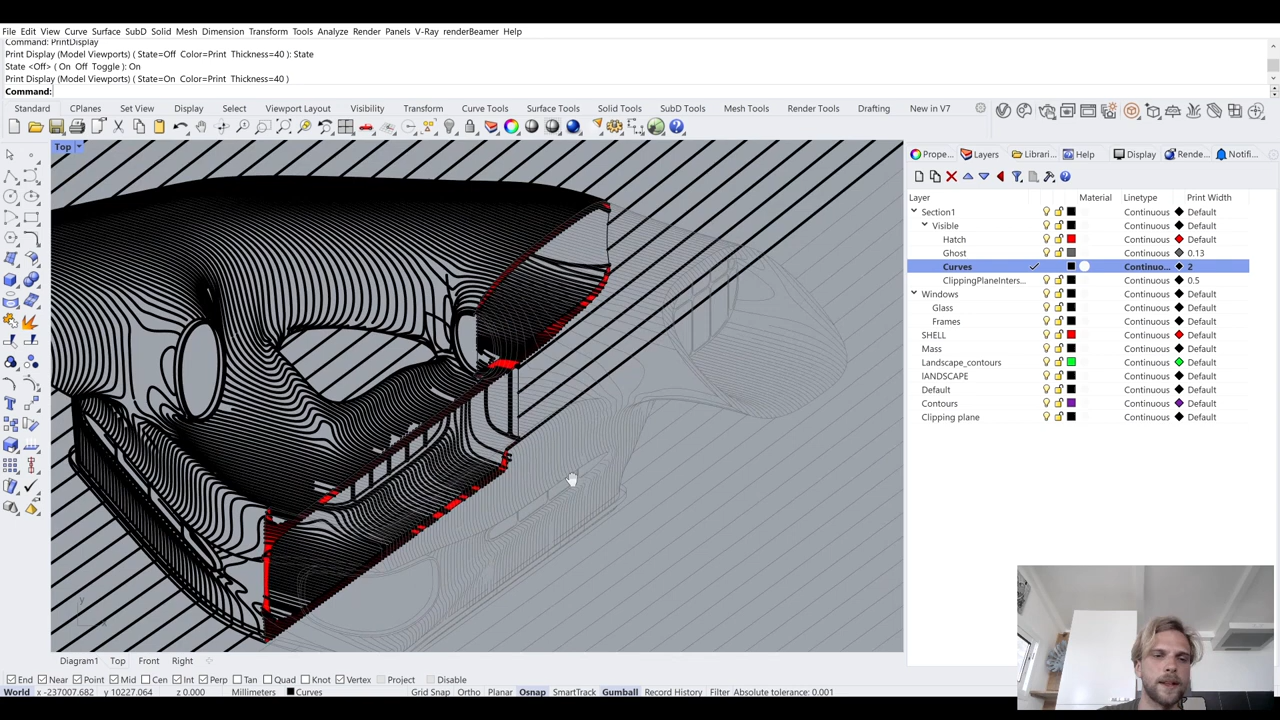 File Edit View Curve Surface SubD Solid Mesh Dimension Transform Tools Analyze Render Panels V-Ray renderBeamer Help
Command: PrintDisplay
Print Display (Model Viewports) ( State=Off Color=Print Thickness=40 ): State
State <Off> ( On Off Toggle ): On
Print Display (Model Viewports) ( State=On Color=Print Thickness=40 )
Command:
Standard CPlanes Set View Display Select Viewport Layout Visibility Transform Curve Tools Surface Tools Solid Tools SubD Tools Mesh Tools Render Tools Drafting New in V7
Top
Prope... Layers Librari... Help Display Rende... Notifi...
Layer Material Linetype Print Width
Section1 Continuous Default
Visible Continuous Default
Hatch Continuous Default
Ghost Continuous 0.13
Curves Continuo... 2
ClippingPlaneInters... Continuous 0.5
Windows Continuous Default
Glass Continuous Default
Frames Continuous Default
SHELL Continuous Default
Mass Continuous Default
Landscape_contours Continuous Default
lANDSCAPE Continuous Default
Default Continuous Default
Contours Continuous Default
Clipping plane Continuous Default
Diagram1 Top Front Right
End Near Point Mid Cen Int Perp Tan Quad Knot Vertex Project Disable
World x -237007.682 y 10227.064 z 0.000 Millimeters Curves Grid Snap Ortho Planar Osnap SmartTrack Gumball Record History Filter Absolute tolerance: 0.001